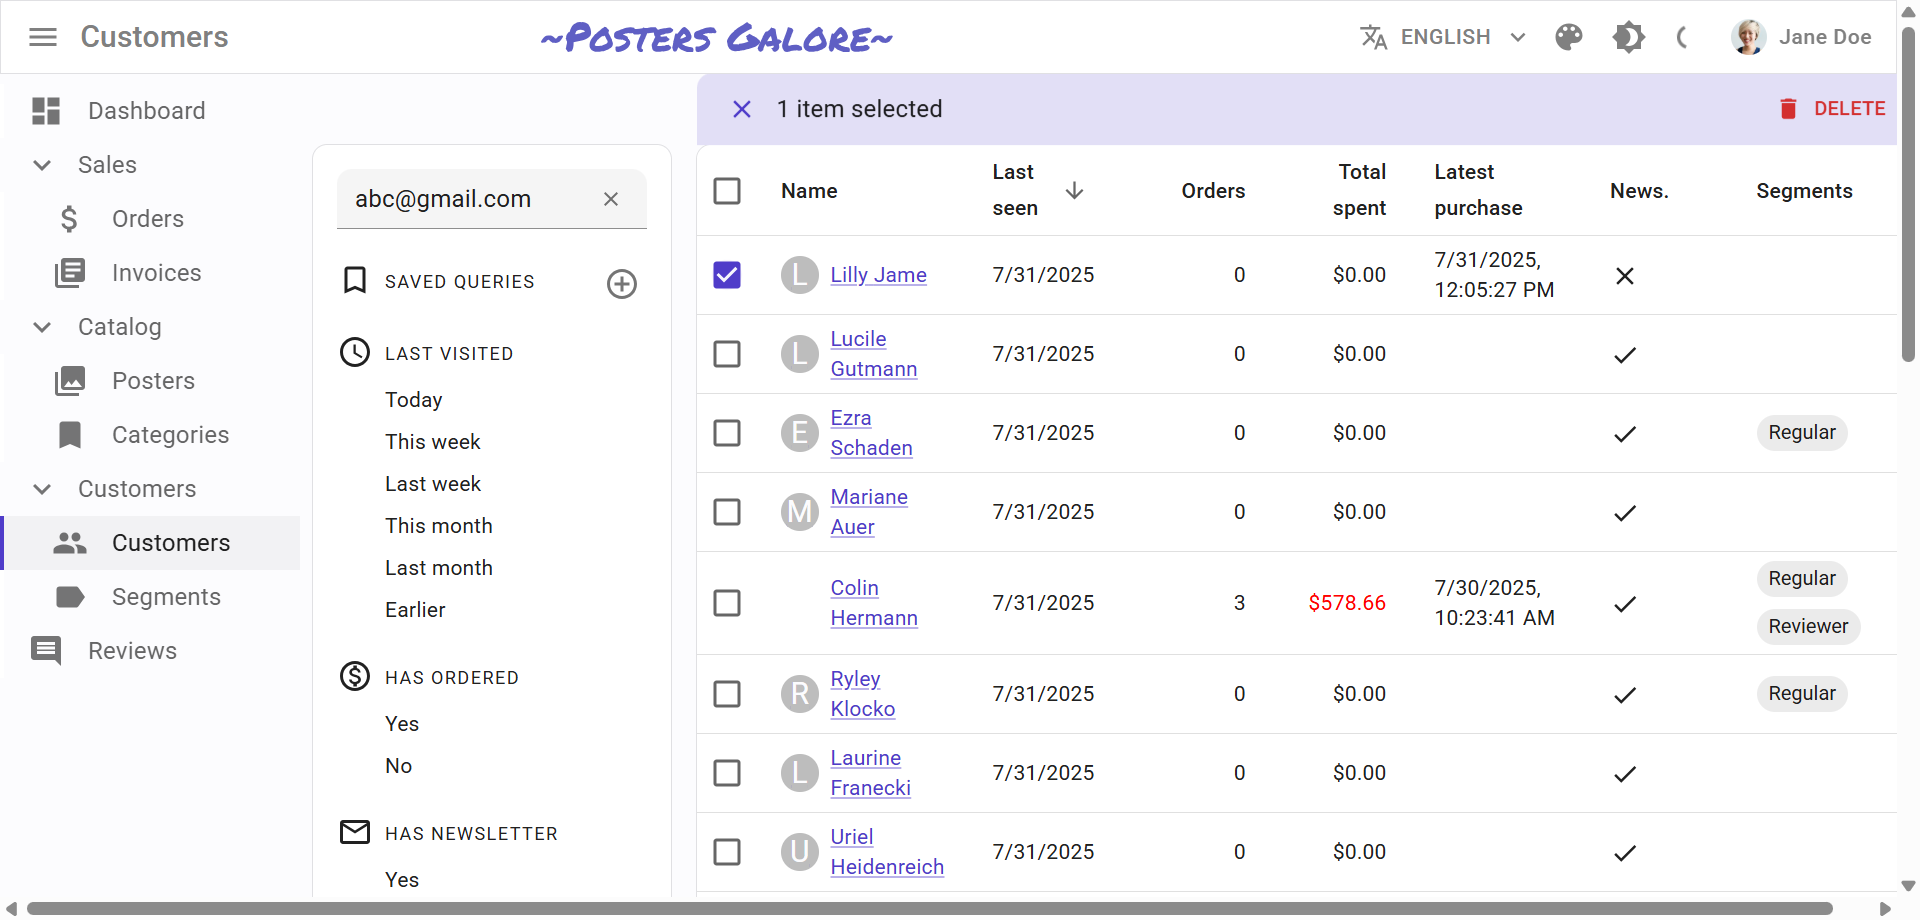 Customers
~Posters Galore~
ENGLISH
Jane Doe
Dashboard
Sales
Orders
Invoices
Catalog
Posters
Categories
Customers
Customers
Segments
Reviews
abc@gmail.com
SAVED QUERIES
LAST VISITED
Today
This week
Last week
This month
Last month
Earlier
HAS ORDERED
Yes
No
HAS NEWSLETTER
Yes
1 item selected
DELETE
Name
Last
seen
Orders
Total
spent
Latest
purchase
News.
Segments
L
Lilly Jame
7/31/2025
0
$0.00
7/31/2025,
12:05:27 PM
L
Lucile
Gutmann
7/31/2025
0
$0.00
E
Ezra
Schaden
7/31/2025
0
$0.00
Regular
M
Mariane
Auer
7/31/2025
0
$0.00
Colin
Hermann
7/31/2025
3
$578.66
7/30/2025,
10:23:41 AM
Regular
Reviewer
R
Ryley
Klocko
7/31/2025
0
$0.00
Regular
L
Laurine
Franecki
7/31/2025
0
$0.00
U
Uriel
Heidenreich
7/31/2025
0
$0.00